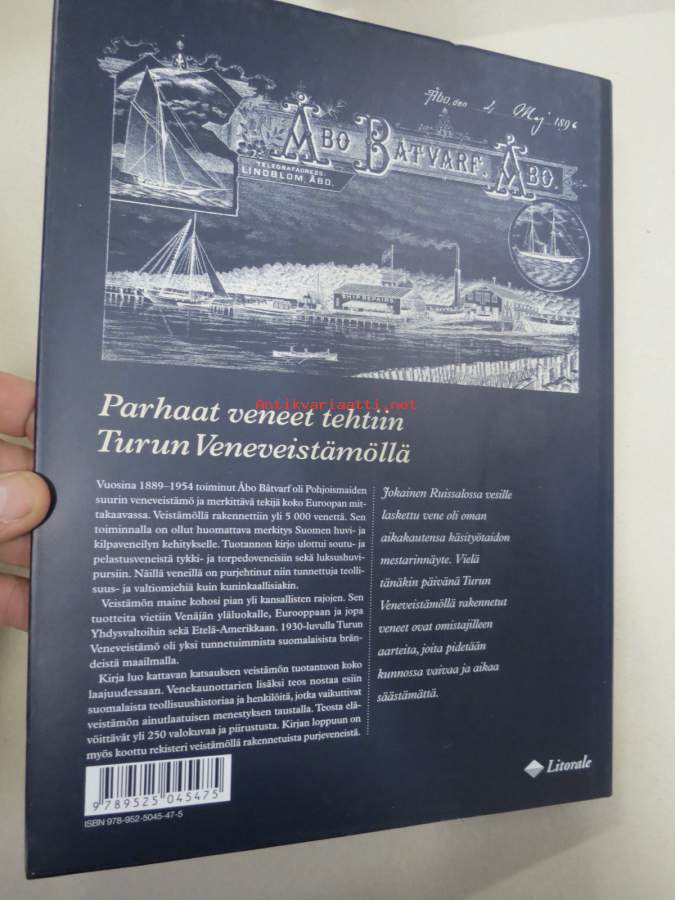 Åbo, den 2 Maj 1896
ÅBO BÅTVARF. ÅBO.
TELEGRAFADRESS:
LINDBLOM, ÅBO.
SHIP REPAIRS
Antikvariaatti.net
Parhaat veneet tehtiin
Turun Veneveistämöllä
Vuosina 1889–1954 toiminut Åbo Båtvarf oli Pohjoismaiden
suurin veneveistämö ja merkittävä tekijä koko Euroopan mit-
takaavassa. Veistämöllä rakennettiin yli 5 000 venettä. Sen
toiminnalla on ollut huomattava merkitys Suomen huvi- ja
kilpaveneilyn kehitykselle. Tuotannon kirjo ulottui soutu- ja
pelastusveneistä tykki- ja torpedoveneisiin sekä luksushuvi-
pursiin. Näillä veneillä on purjehtinut niin tunnettuja teolli-
suus- ja valtiomiehiä kuin kuninkaallisiakin.
Veistämön maine kohosi pian yli kansallisten rajojen. Sen
tuotteita vietiin Venäjän yläluokalle, Eurooppaan ja jopa
Yhdysvaltoihin sekä Etelä-Amerikkaan. 1930-luvulla Turun
Veneveistämö oli yksi tunnetuimmista suomalaisista brän-
deistä maailmalla.
Kirja luo kattavan katsauksen veistämön tuotantoon koko
laajuudessaan. Venekaunottarien lisäksi teos nostaa esiin
suomalaista teollisuushistoriaa ja henkilöitä, jotka vaikuttivat
veistämön ainutlaatuisen menestyksen taustalla. Teosta elä-
vöittävät yli 250 valokuvaa ja piirustusta. Kirjan loppuun on
myös koottu rekisteri veistämöllä rakennetuista purjeveneistä.
Jokainen Ruissalossa vesille
laskettu vene oli oman
aikakautensa käsityötaidon
mestarinnäyte. Vielä
tänäkin päivänä Turun
Veneveistämöllä rakennetut
veneet ovat omistajilleen
aarteita, joita pidetään
kunnossa vaivaa ja aikaa
säästämättä.
Litorale
9 789525 045475
ISBN 978-952-5045-47-5